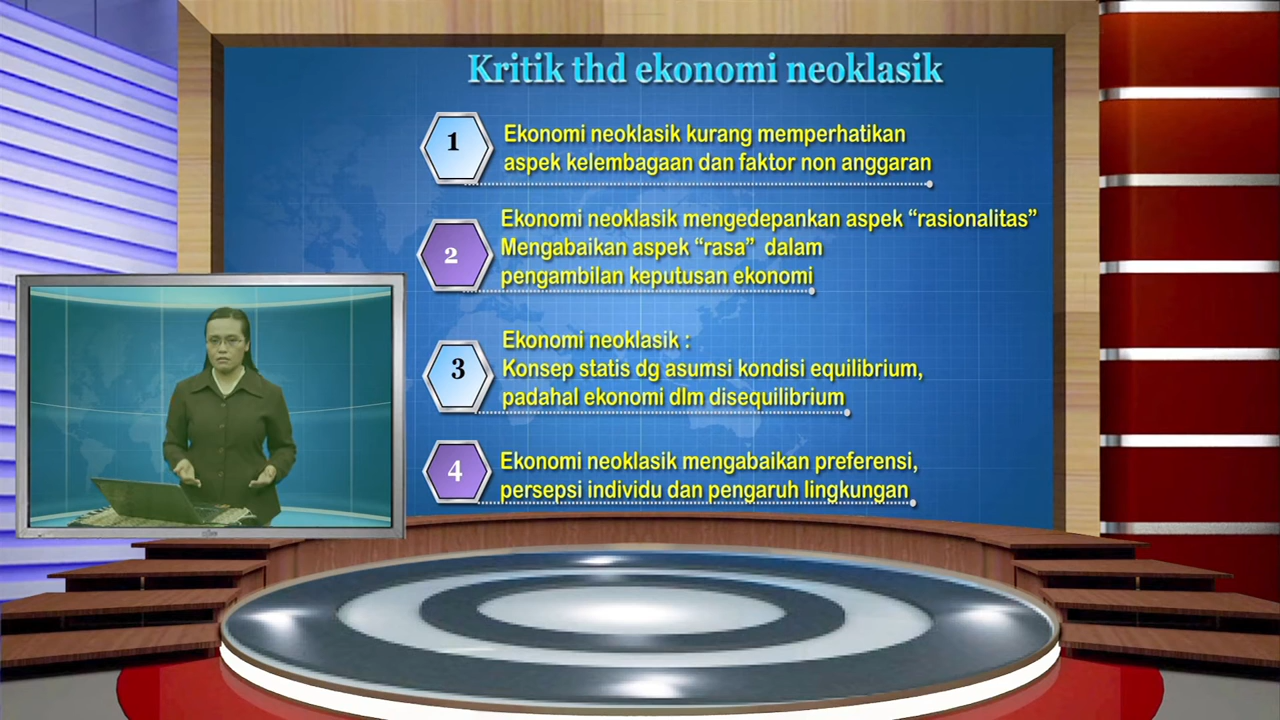 Kritik thd ekonomi neoklasik
1
Ekonomi neoklasik kurang memperhatikan
aspek kelembagaan dan faktor non anggaran
2
Ekonomi neoklasik mengedepankan aspek “rasionalitas”
Mengabaikan aspek “rasa” dalam
pengambilan keputusan ekonomi
3
Ekonomi neoklasik :
Konsep statis dg asumsi kondisi equilibrium,
padahal ekonomi dlm disequilibrium
4
Ekonomi neoklasik mengabaikan preferensi,
persepsi individu dan pengaruh lingkungan